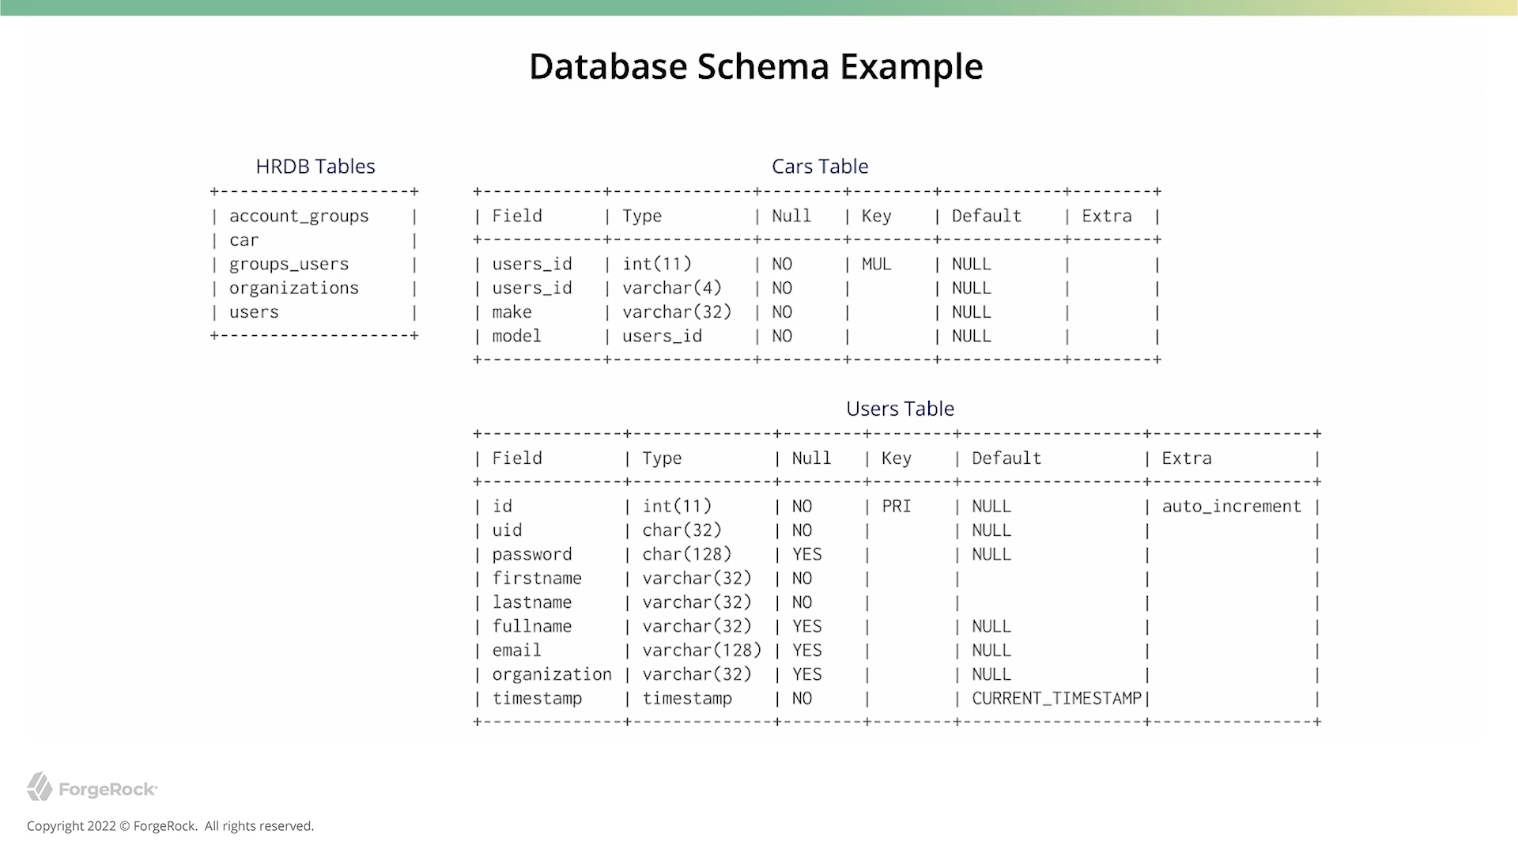 Database Schema Example
HRDB Tables
+-------------------+
| account_groups    |
| car               |
| groups_users      |
| organizations     |
| users             |
+-------------------+
Cars Table
+------------+--------------+--------+--------+------------+--------+
| Field      | Type         | Null   | Key    | Default    | Extra  |
+------------+--------------+--------+--------+------------+--------+
| users_id   | int(11)      | NO     | MUL    | NULL       |        |
| users_id   | varchar(4)   | NO     |        | NULL       |        |
| make       | varchar(32)  | NO     |        | NULL       |        |
| model      | users_id     | NO     |        | NULL       |        |
+------------+--------------+--------+--------+------------+--------+
Users Table
+--------------+--------------+--------+--------+------------------+----------------+
| Field        | Type         | Null   | Key    | Default          | Extra          |
+--------------+--------------+--------+--------+------------------+----------------+
| id           | int(11)      | NO     | PRI    | NULL             | auto_increment |
| uid          | char(32)     | NO     |        | NULL             |                |
| password     | char(128)    | YES    |        | NULL             |                |
| firstname    | varchar(32)  | NO     |        |                  |                |
| lastname     | varchar(32)  | NO     |        |                  |                |
| fullname     | varchar(32)  | YES    |        | NULL             |                |
| email        | varchar(128) | YES    |        | NULL             |                |
| organization | varchar(32)  | YES    |        | NULL             |                |
| timestamp    | timestamp    | NO     |        | CURRENT_TIMESTAMP|                |
+--------------+--------------+--------+--------+------------------+----------------+
ForgeRock
Copyright 2022 © ForgeRock. All rights reserved.